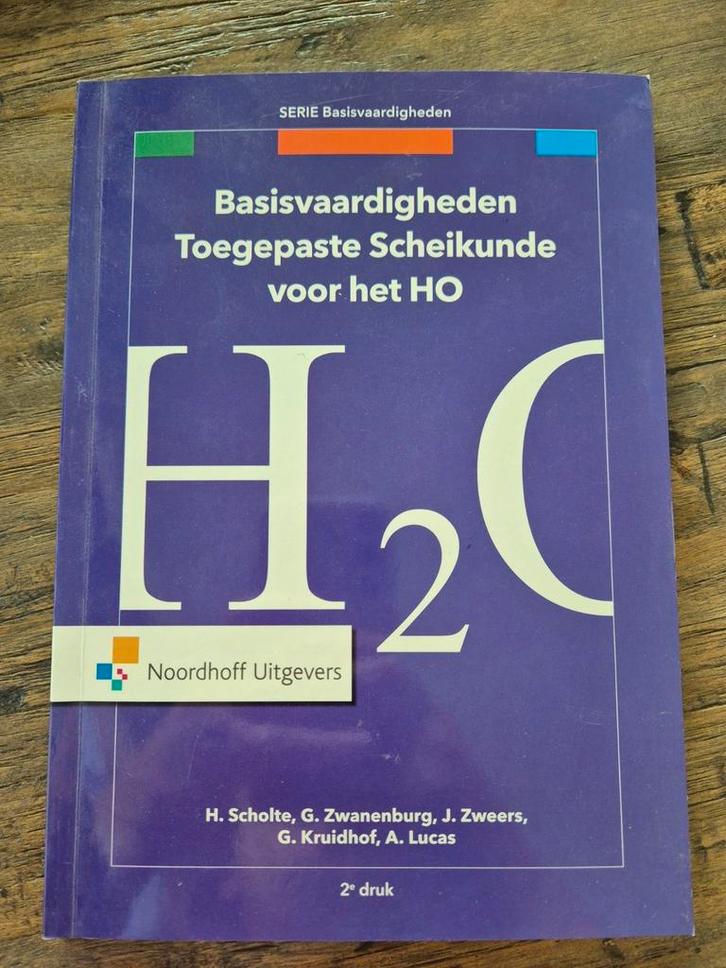 SERIE Basisvaardigheden
Basisvaardigheden
Toegepaste Scheikunde
voor het HO
H₂O
Noordhoff Uitgevers
H. Scholte, G. Zwanenburg, J. Zweers,
G. Kruidhof, A. Lucas
2e druk